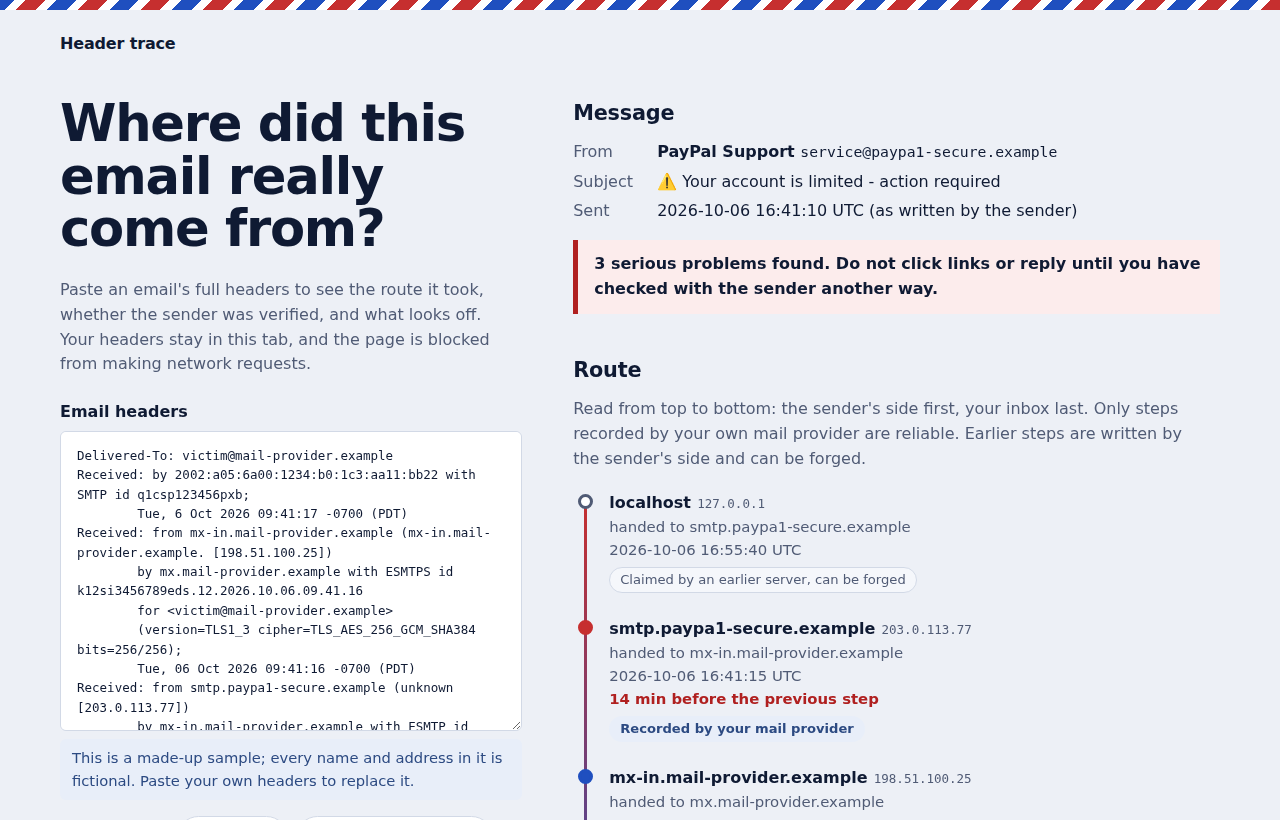 Header trace
Where did this
email really
come from?
Paste an email's full headers to see the route it took,
whether the sender was verified, and what looks off.
Your headers stay in this tab, and the page is blocked
from making network requests.
Email headers
Delivered-To: victim@mail-provider.example
Received: by 2002:a05:6a00:1234:b0:1c3:aa11:bb22 with
SMTP id q1csp123456pxb;
Tue, 6 Oct 2026 09:41:17 -0700 (PDT)
Received: from mx-in.mail-provider.example (mx-in.mail-
provider.example. [198.51.100.25])
by mx.mail-provider.example with ESMTPS id
k12si3456789eds.12.2026.10.06.09.41.16
for <victim@mail-provider.example>
(version=TLS1_3 cipher=TLS_AES_256_GCM_SHA384
bits=256/256);
Tue, 06 Oct 2026 09:41:16 -0700 (PDT)
Received: from smtp.paypa1-secure.example (unknown
[203.0.113.77])
by mx-in.mail-provider.example with ESMTP id
This is a made-up sample; every name and address in it is
fictional. Paste your own headers to replace it.
Message
From PayPal Support service@paypa1-secure.example
Subject ⚠️ Your account is limited - action required
Sent 2026-10-06 16:41:10 UTC (as written by the sender)
3 serious problems found. Do not click links or reply until you have
checked with the sender another way.
Route
Read from top to bottom: the sender's side first, your inbox last. Only steps
recorded by your own mail provider are reliable. Earlier steps are written by
the sender's side and can be forged.
localhost 127.0.0.1
handed to smtp.paypa1-secure.example
2026-10-06 16:55:40 UTC
Claimed by an earlier server, can be forged
smtp.paypa1-secure.example 203.0.113.77
handed to mx-in.mail-provider.example
2026-10-06 16:41:15 UTC
14 min before the previous step
Recorded by your mail provider
mx-in.mail-provider.example 198.51.100.25
handed to mx.mail-provider.example